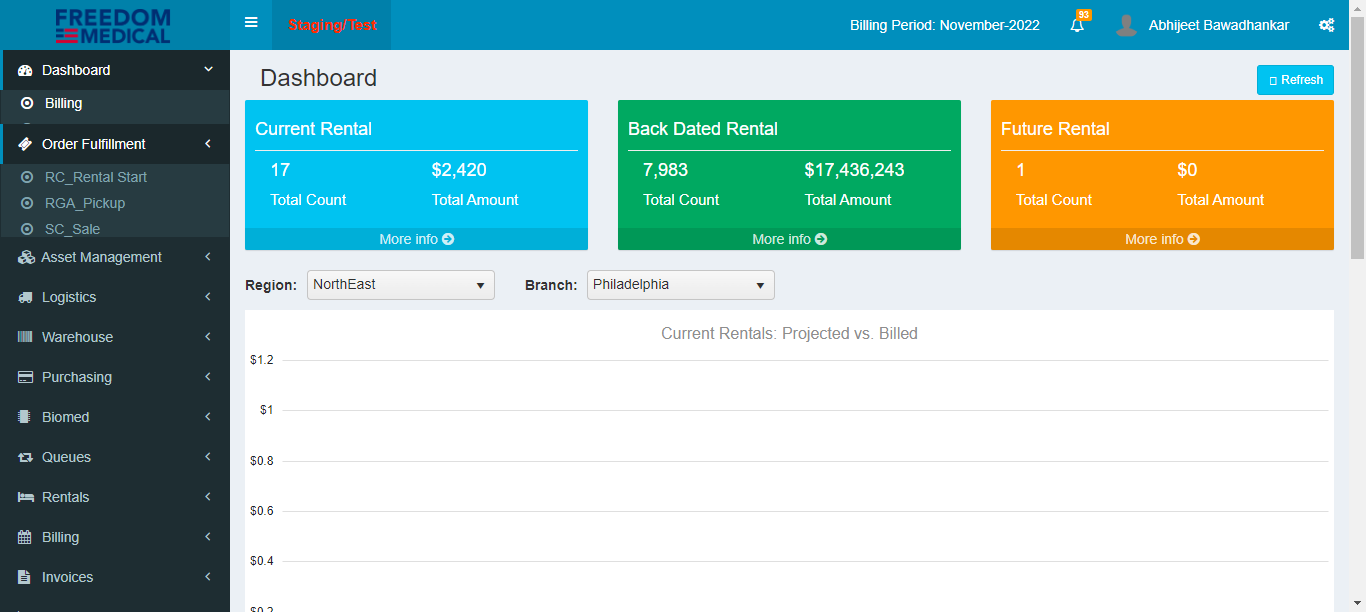 FREEDOM
MEDICAL
Staging/Test
Billing Period: November-2022
93
Abhijeet Bawadhankar
Dashboard
Billing
Order Fulfillment
RC_Rental Start
RGA_Pickup
SC_Sale
Asset Management
Logistics
Warehouse
Purchasing
Biomed
Queues
Rentals
Billing
Invoices
Dashboard
Refresh
Current Rental
17
$2,420
Total Count
Total Amount
More info
Back Dated Rental
7,983
$17,436,243
Total Count
Total Amount
More info
Future Rental
1
$0
Total Count
Total Amount
More info
Region:
NorthEast
Branch:
Philadelphia
Current Rentals: Projected vs. Billed
$1.2
$1
$0.8
$0.6
$0.4
$0.2